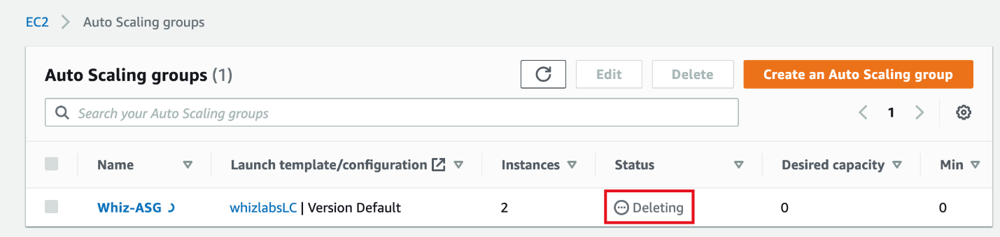 EC2 > Auto Scaling groups
Auto Scaling groups (1)
Edit
Delete
Create an Auto Scaling group
Search your Auto Scaling groups
1
Name Launch template/configuration Instances Status Desired capacity Min
Whiz-ASG whizlabsLC | Version Default 2 Deleting 0 0